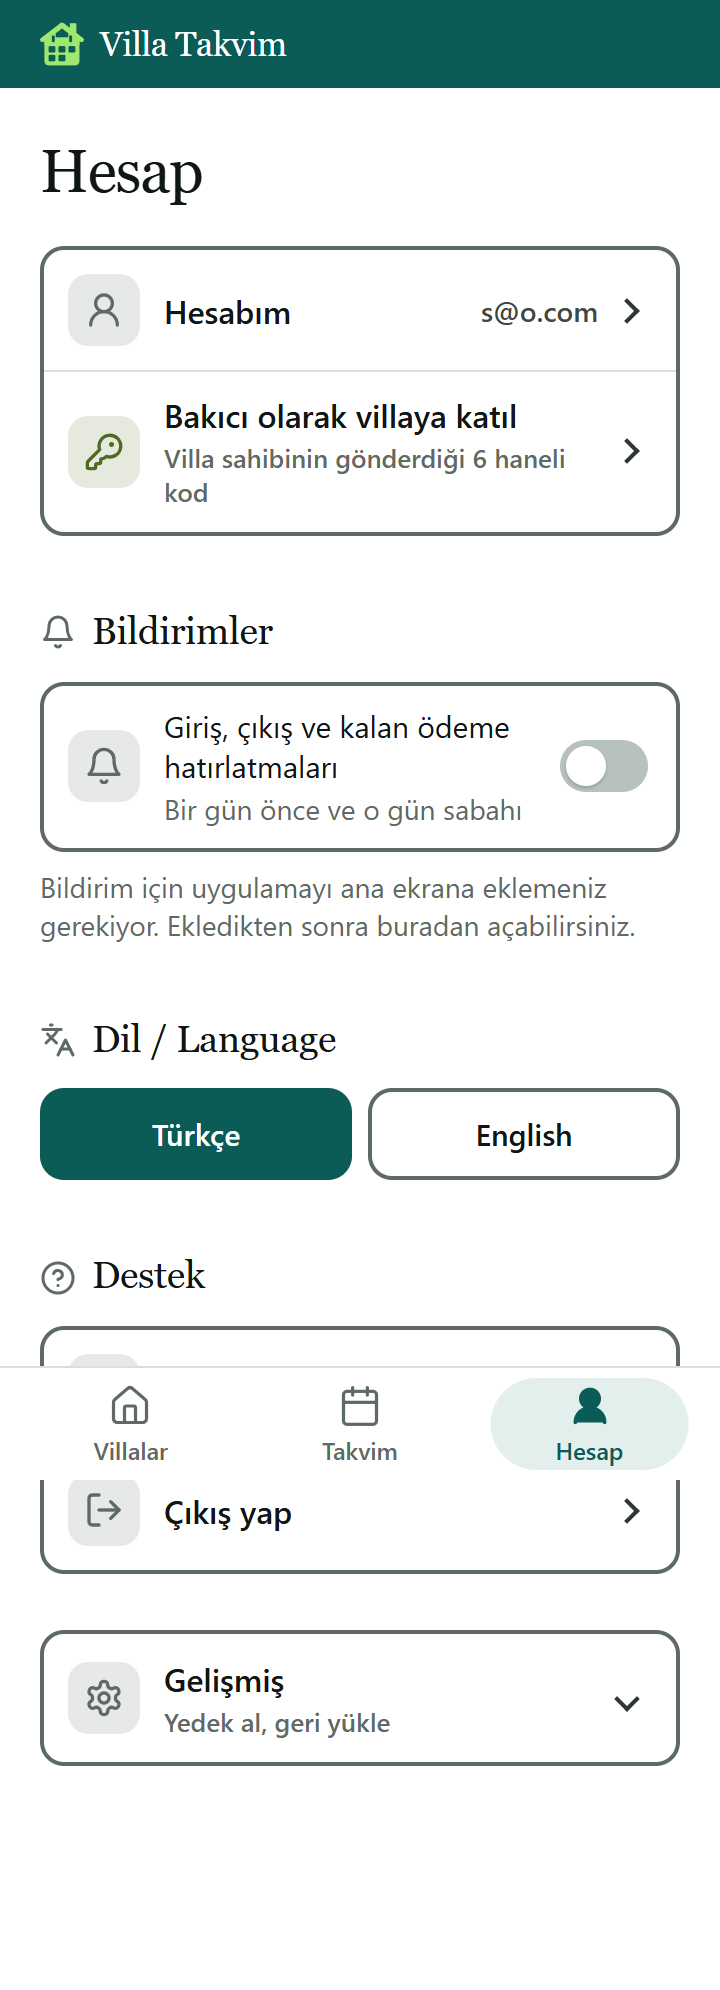 Villa Takvim
Hesap
Hesabım
s@o.com
Bakıcı olarak villaya katıl
Villa sahibinin gönderdiği 6 haneli
kod
Bildirimler
Giriş, çıkış ve kalan ödeme
hatırlatmaları
Bir gün önce ve o gün sabahı
Bildirim için uygulamayı ana ekrana eklemeniz
gerekiyor. Ekledikten sonra buradan açabilirsiniz.
Dil / Language
Türkçe
English
Destek
Villalar
Takvim
Hesap
Çıkış yap
Gelişmiş
Yedek al, geri yükle